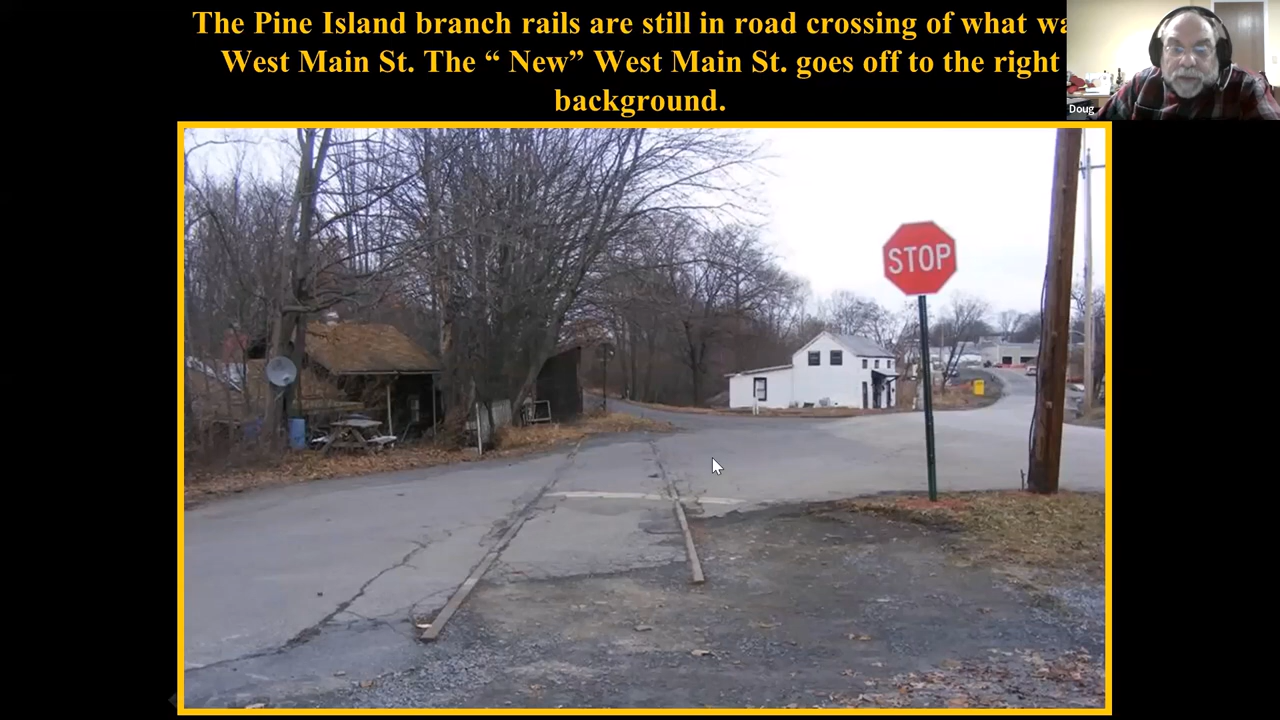 The Pine Island branch rails are still in road crossing of what
West Main St. The “ New” West Main St. goes off to the right
background.
Doug
STOP